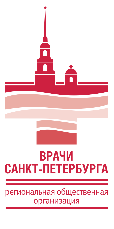 ВРАЧИ
САНКТ-ПЕТЕРБУРГА
региональная общественная
организация